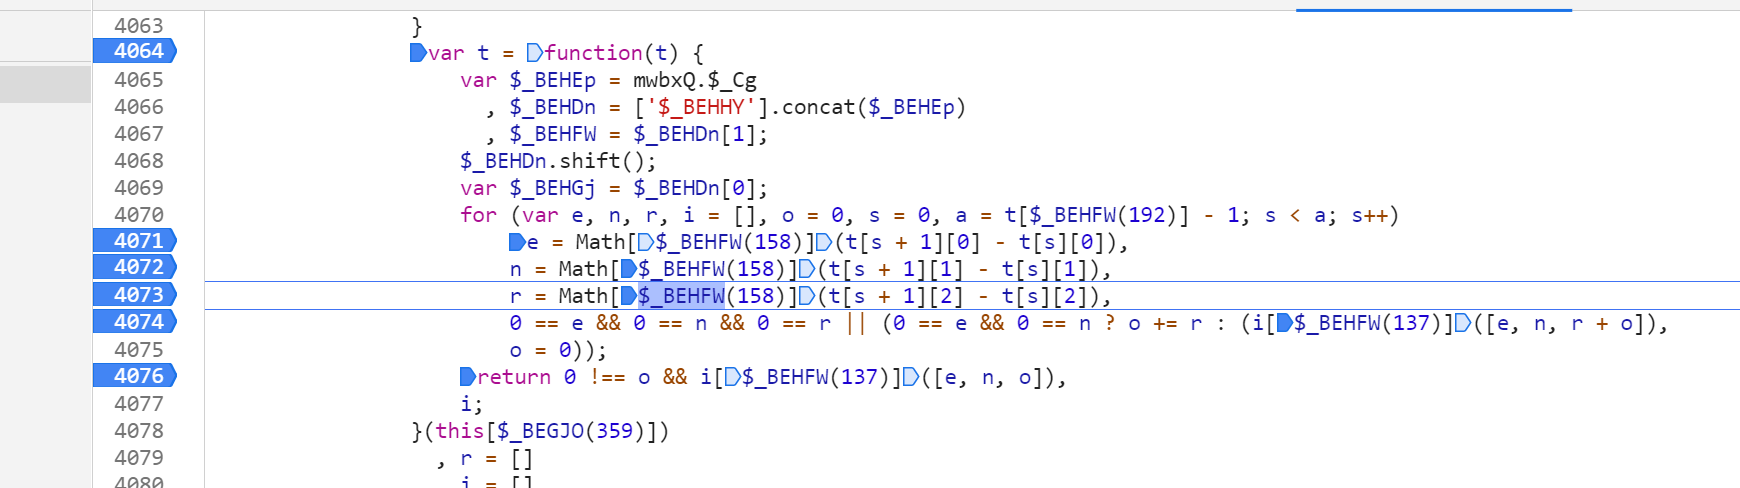 4063 }
4064 var t = function(t) {
4065 var $_BEHEp = mwbxQ.$_Cg
4066 , $_BEHDn = ['$_BEHHY'].concat($_BEHEp)
4067 , $_BEHFW = $_BEHDn[1];
4068 $_BEHDn.shift();
4069 var $_BEHGj = $_BEHDn[0];
4070 for (var e, n, r, i = [], o = 0, s = 0, a = t[$_BEHFW(192)] - 1; s < a; s++)
4071 e = Math[$_BEHFW(158)](t[s + 1][0] - t[s][0]),
4072 n = Math[$_BEHFW(158)](t[s + 1][1] - t[s][1]),
4073 r = Math[$_BEHFW(158)](t[s + 1][2] - t[s][2]),
4074 0 == e && 0 == n && 0 == r || (0 == e && 0 == n ? o += r : (i[$_BEHFW(137)]([e, n, r + o]),
4075 o = 0));
4076 return 0 !== o && i[$_BEHFW(137)]([e, n, o]),
4077 i;
4078 }(this[$_BEGJO(359)])
4079 , r = []
4080 i = []